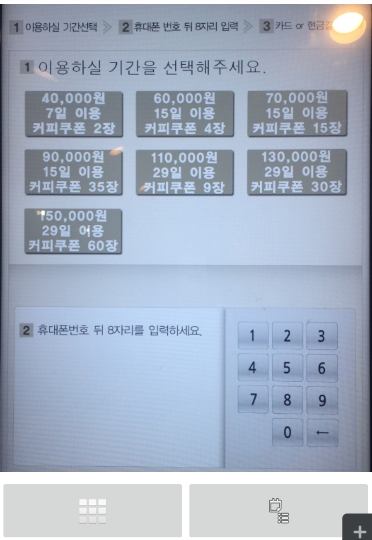 1 이용하실 기간선택 2 휴대폰 번호 뒤 8자리 입력 3 카드 or 현금
1 이용하실 기간을 선택해주세요.
40,000원
7일 이용
커피쿠폰 2장
60,000원
15일 이용
커피쿠폰 4장
70,000원
15일 이용
커피쿠폰 15장
90,000원
15일 이용
커피쿠폰 35장
110,000원
29일 이용
커피쿠폰 9장
130,000원
29일 이용
커피쿠폰 30장
150,000원
29일 이용
커피쿠폰 60장
2 휴대폰번호 뒤 8자리를 입력하세요.
1 2 3
4 5 6
7 8 9
0 ←